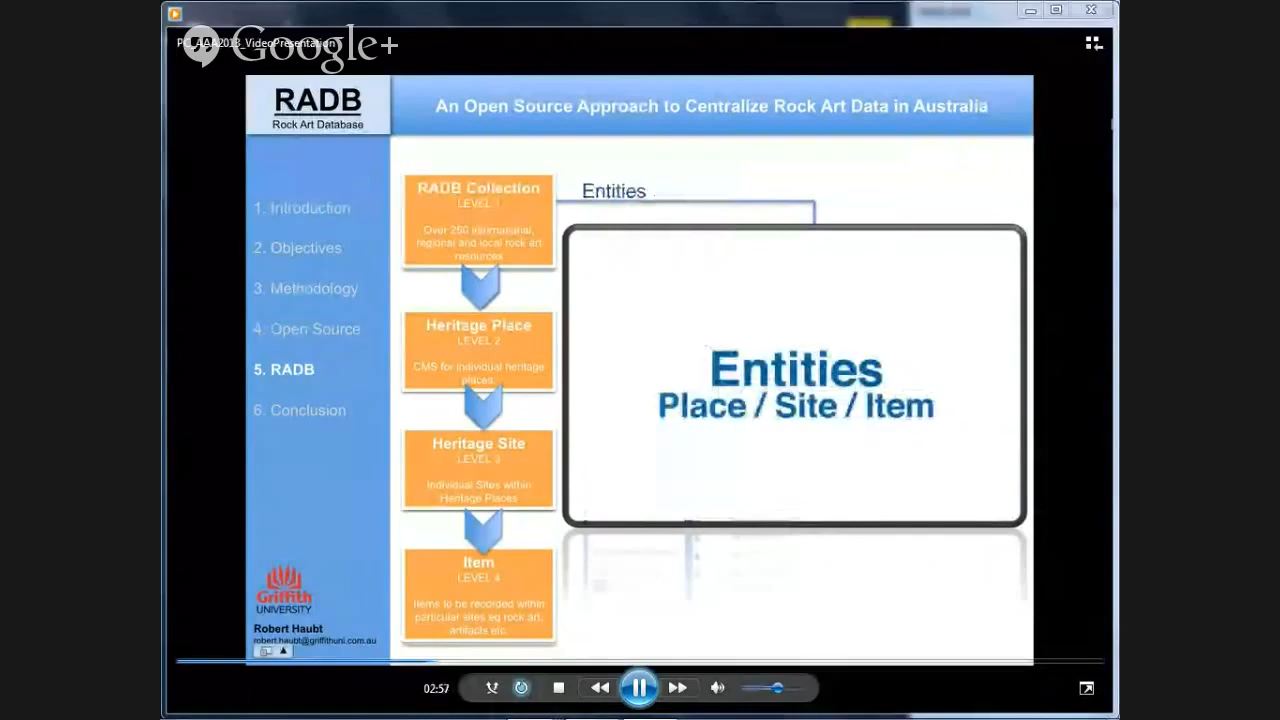 PC_AAA2013_VideoPresentation
Google+
RADB
Rock Art Database
An Open Source Approach to Centralize Rock Art Data in Australia
1. Introduction
2. Objectives
3. Methodology
4. Open Source
5. RADB
6. Conclusion
Griffith
UNIVERSITY
Robert Haubt
robert.haubt@griffithuni.com.au
RADB Collection
LEVEL 1
Over 250 international,
regional and local rock art
resources
Heritage Place
LEVEL 2
CMS for individual heritage
places
Heritage Site
LEVEL 3
Individual Sites within
Heritage Places
Item
LEVEL 4
Items to be recorded within
particular sites eg rock art,
artifacts etc.
Entities
Entities
Place / Site / Item
02:57